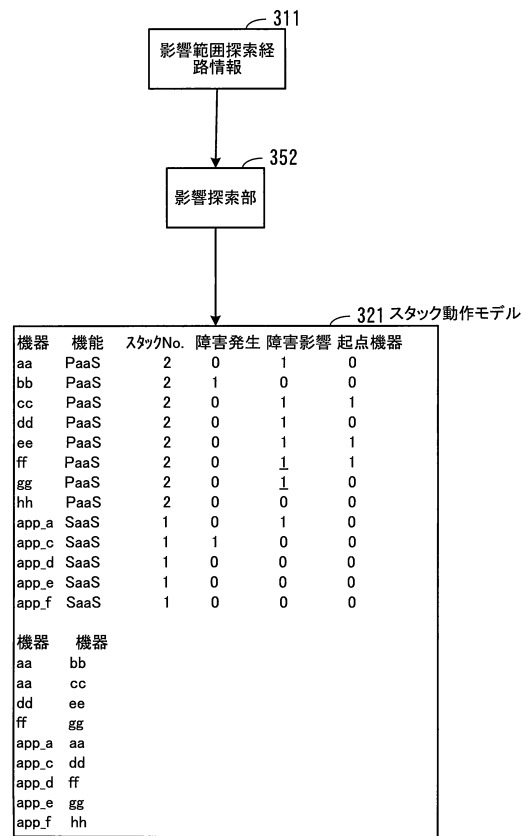 311
影響範囲探索経
路情報
352
影響探索部
321 スタック動作モデル
機器 機能 スタックNo. 障害発生 障害影響 起点機器
aa PaaS 2 0 1 0
bb PaaS 2 1 0 0
cc PaaS 2 0 1 1
dd PaaS 2 0 1 0
ee PaaS 2 0 1 1
ff PaaS 2 0 1 1
gg PaaS 2 0 1 0
hh PaaS 2 0 0 0
app_a SaaS 1 0 1 0
app_c SaaS 1 1 0 0
app_d SaaS 1 0 0 0
app_e SaaS 1 0 0 0
app_f SaaS 1 0 0 0
機器 機器
aa bb
aa cc
dd ee
ff gg
app_a aa
app_c dd
app_d ff
app_e gg
app_f hh